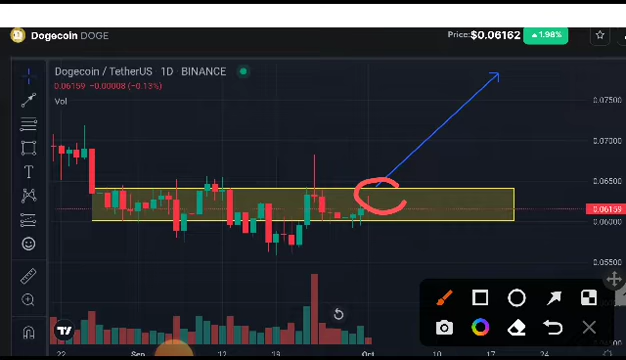 Dogecoin DOGE
Price:$0.06162 ▲1.98%
Dogecoin / TetherUS · 1D · BINANCE
0.06159 −0.00008 (−0.13%)
Vol
0.07500
0.07000
0.06500
0.06159
0.06000
0.05500
22 Sep 12 19 Oct 10 17 24